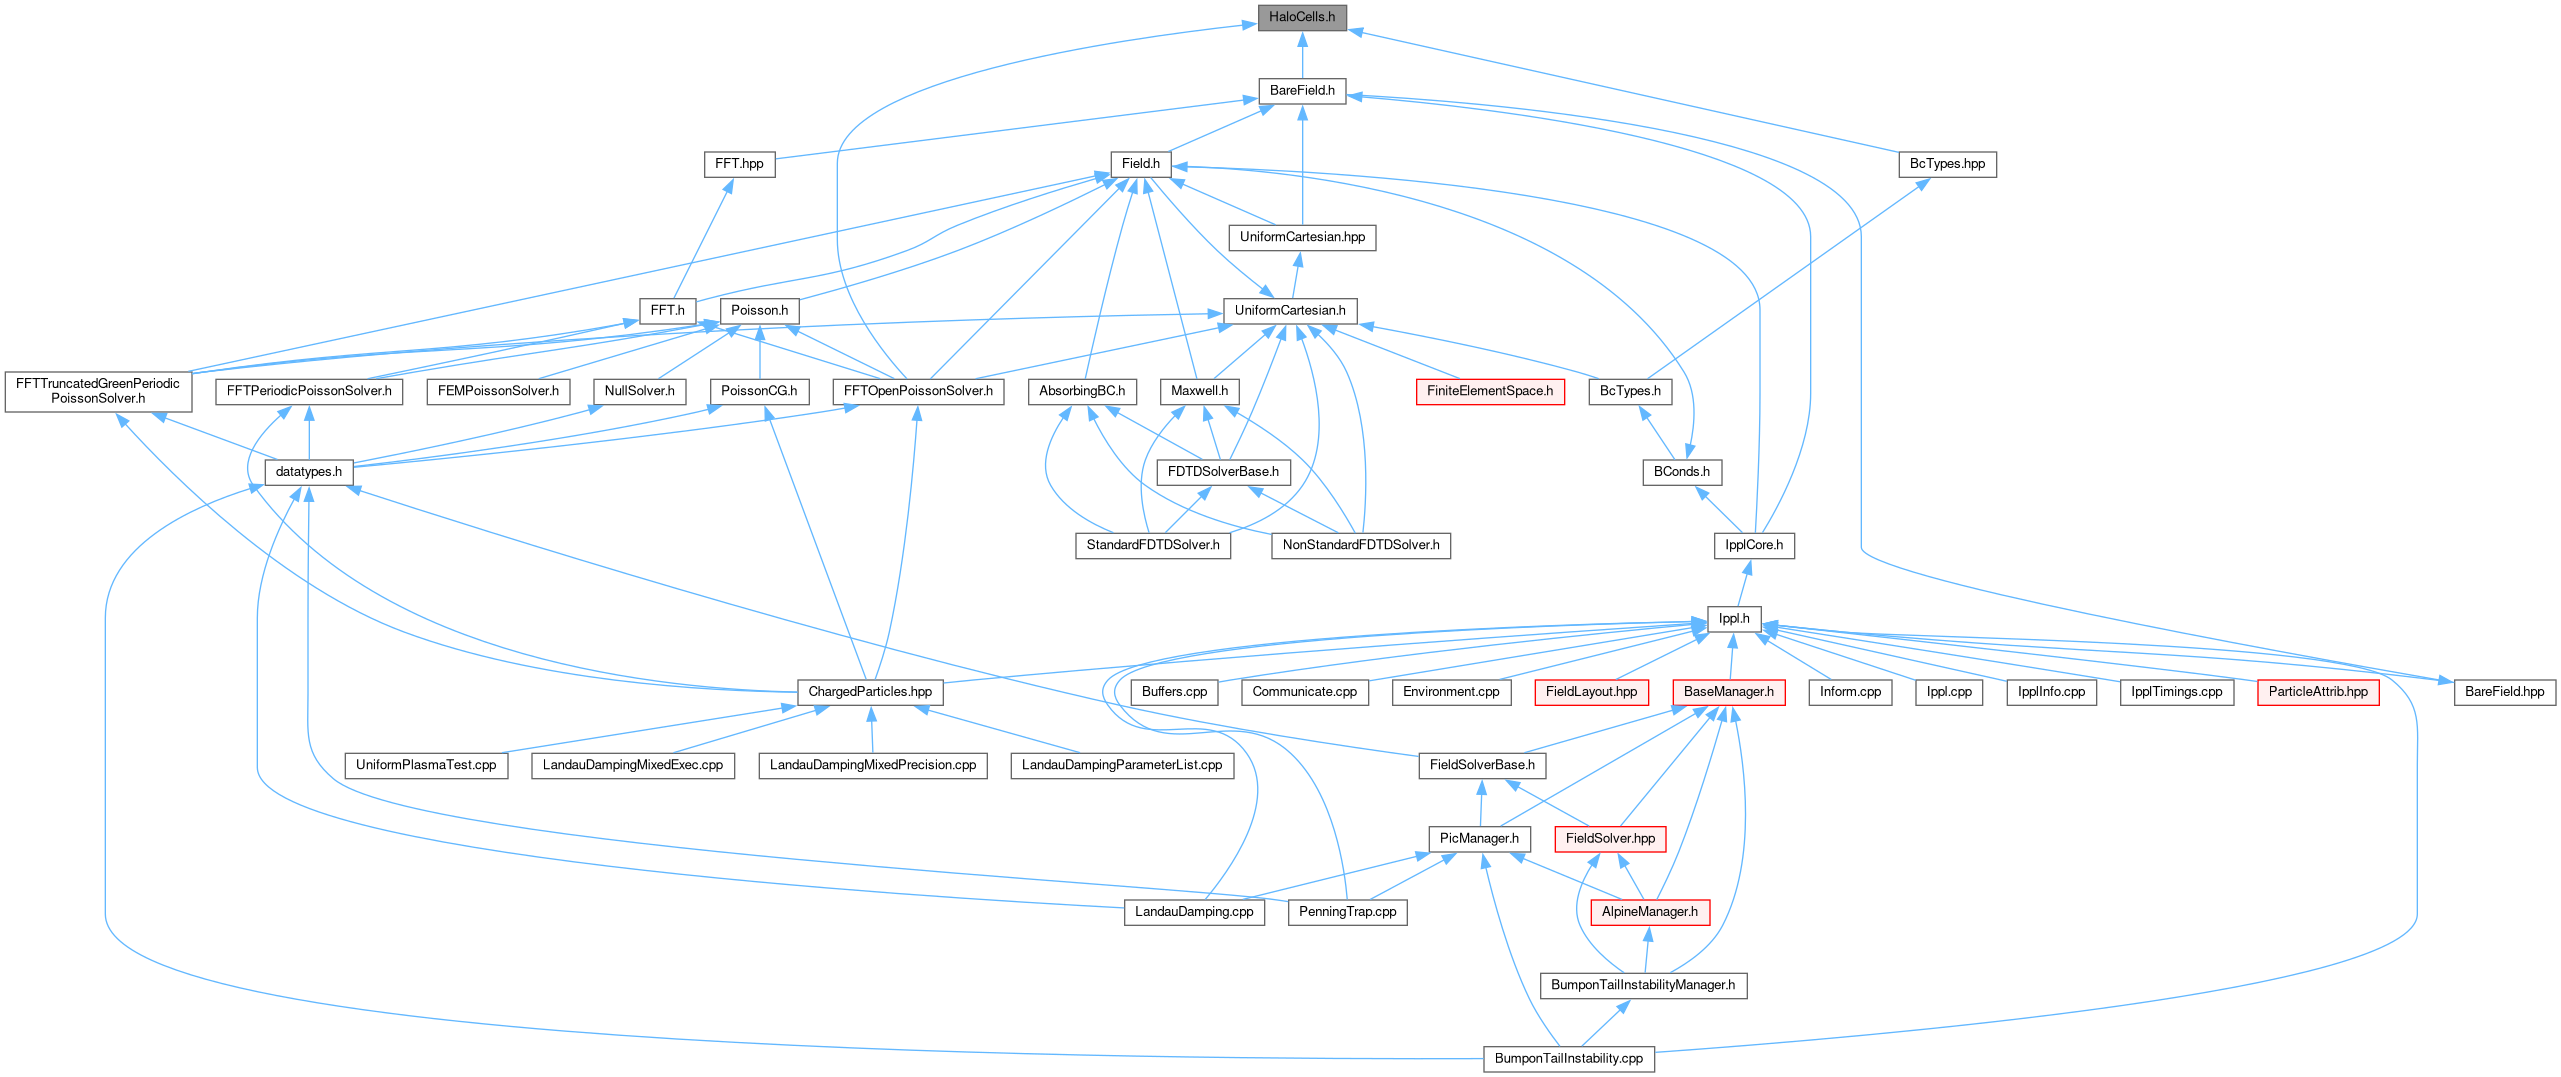 HaloCells.h
BareField.h
FFT.hpp
Field.h
BcTypes.hpp
UniformCartesian.hpp
FFT.h
Poisson.h
UniformCartesian.h
FFTTruncatedGreenPeriodic
PoissonSolver.h
FFTPeriodicPoissonSolver.h
FEMPoissonSolver.h
NullSolver.h
PoissonCG.h
FFTOpenPoissonSolver.h
AbsorbingBC.h
Maxwell.h
FiniteElementSpace.h
BcTypes.h
datatypes.h
FDTDSolverBase.h
BConds.h
StandardFDTDSolver.h
NonStandardFDTDSolver.h
IpplCore.h
Ippl.h
ChargedParticles.hpp
Buffers.cpp
Communicate.cpp
Environment.cpp
FieldLayout.hpp
BaseManager.h
Inform.cpp
Ippl.cpp
IpplInfo.cpp
IpplTimings.cpp
ParticleAttrib.hpp
BareField.hpp
UniformPlasmaTest.cpp
LandauDampingMixedExec.cpp
LandauDampingMixedPrecision.cpp
LandauDampingParameterList.cpp
FieldSolverBase.h
PicManager.h
FieldSolver.hpp
LandauDamping.cpp
PenningTrap.cpp
AlpineManager.h
BumponTailInstabilityManager.h
BumponTailInstability.cpp